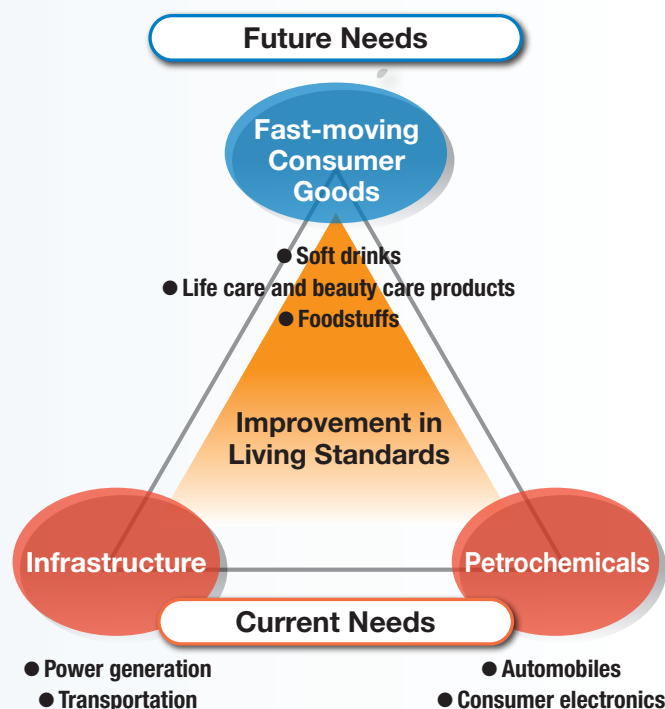 Future Needs
Fast-moving
Consumer
Goods
● Soft drinks
● Life care and beauty care products
● Foodstuffs
Improvement in
Living Standards
Infrastructure
Petrochemicals
Current Needs
● Power generation
● Transportation
● Automobiles
● Consumer electronics